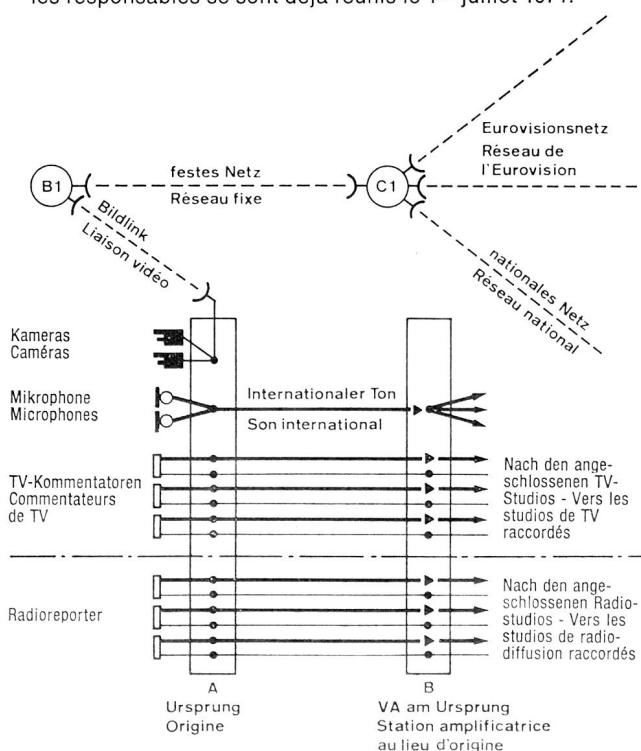 les responsables se sont déjà réunis le 1er juillet 1971.
Eurovisionsnetz
Réseau de
l'Eurovision
B1
festes Netz
Réseau fixe
C1
Bildlink
Liaison vidéo
nationales Netz
Réseau national
Kameras
Caméras
Mikrophone
Microphones
Internationaler Ton
Son international
TV-Kommentatoren
Commentateurs
de TV
Nach den ange-
schlossenen TV-
Studios - Vers les
studios de TV
raccordés
Radioreporter
Nach den ange-
schlossenen Radio-
studios - Vers les
studios de radio-
diffusion raccordés
A
Ursprung
Origine
B
VA am Ursprung
Station amplificatrice
au lieu d'origine